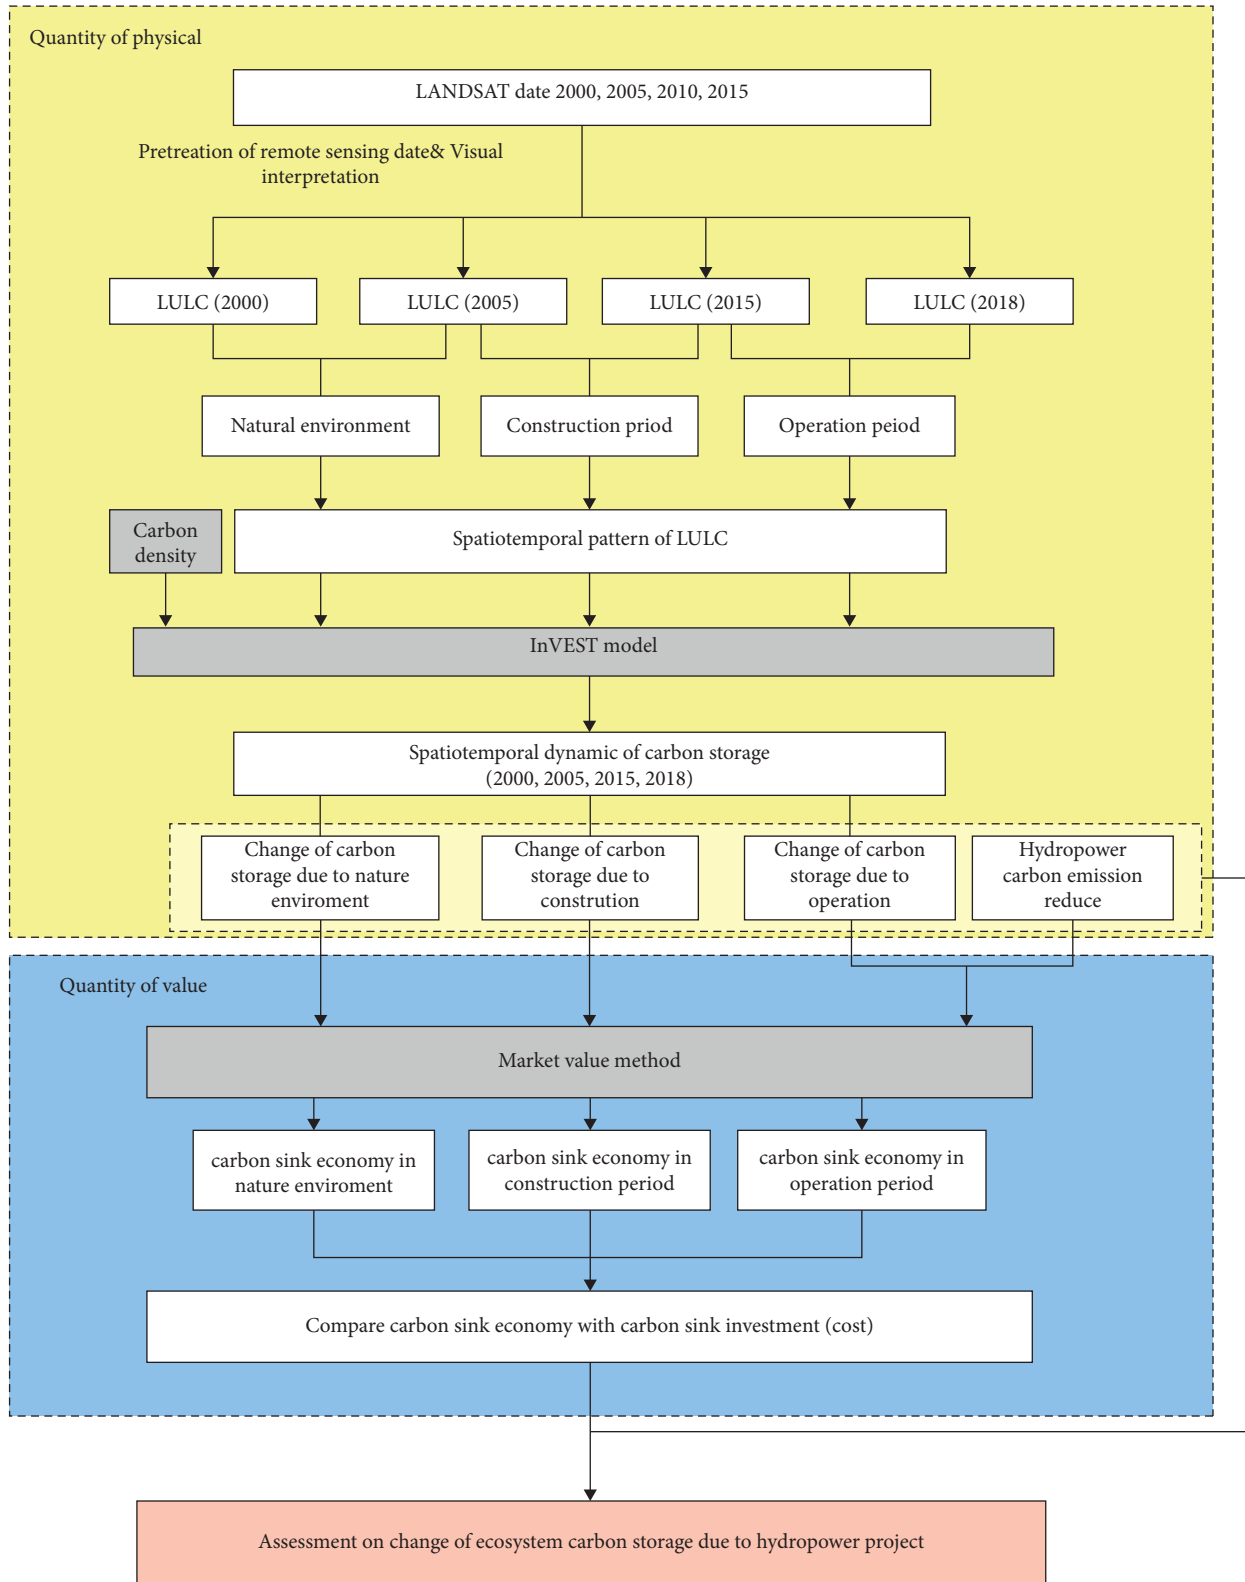 Quantity of physical
LANDSAT date 2000, 2005, 2010, 2015
Pretreation of remote sensing date& Visual
interpretation
LULC (2000)
LULC (2005)
LULC (2015)
LULC (2018)
Natural environment
Construction priod
Operation peiod
Carbon
density
Spatiotemporal pattern of LULC
InVEST model
Spatiotemporal dynamic of carbon storage
(2000, 2005, 2015, 2018)
Change of carbon
storage due to nature
enviroment
Change of carbon
storage due to
constrution
Change of carbon
storage due to
operation
Hydropower
carbon emission
reduce
Quantity of value
Market value method
carbon sink economy in
nature enviroment
carbon sink economy in
construction period
carbon sink economy in
operation period
Compare carbon sink economy with carbon sink investment (cost)
Assessment on change of ecosystem carbon storage due to hydropower project